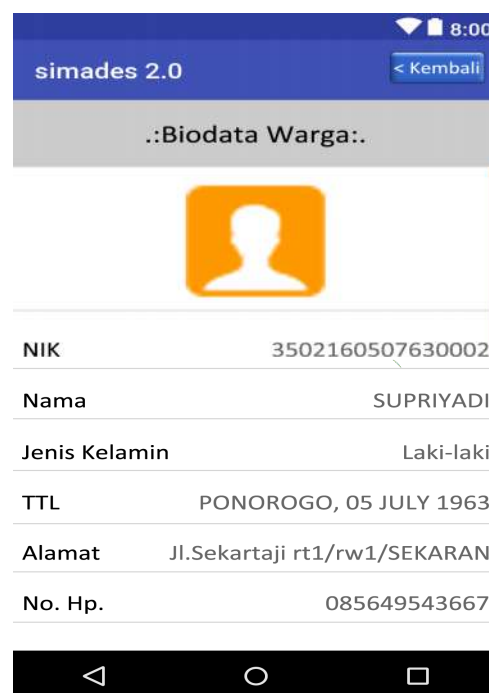 8:00
simades 2.0 < Kembali
.:Biodata Warga:.
NIK 3502160507630002
Nama SUPRIYADI
Jenis Kelamin Laki-laki
TTL PONOROGO, 05 JULY 1963
Alamat Jl.Sekartaji rt1/rw1/SEKARAN
No. Hp. 085649543667